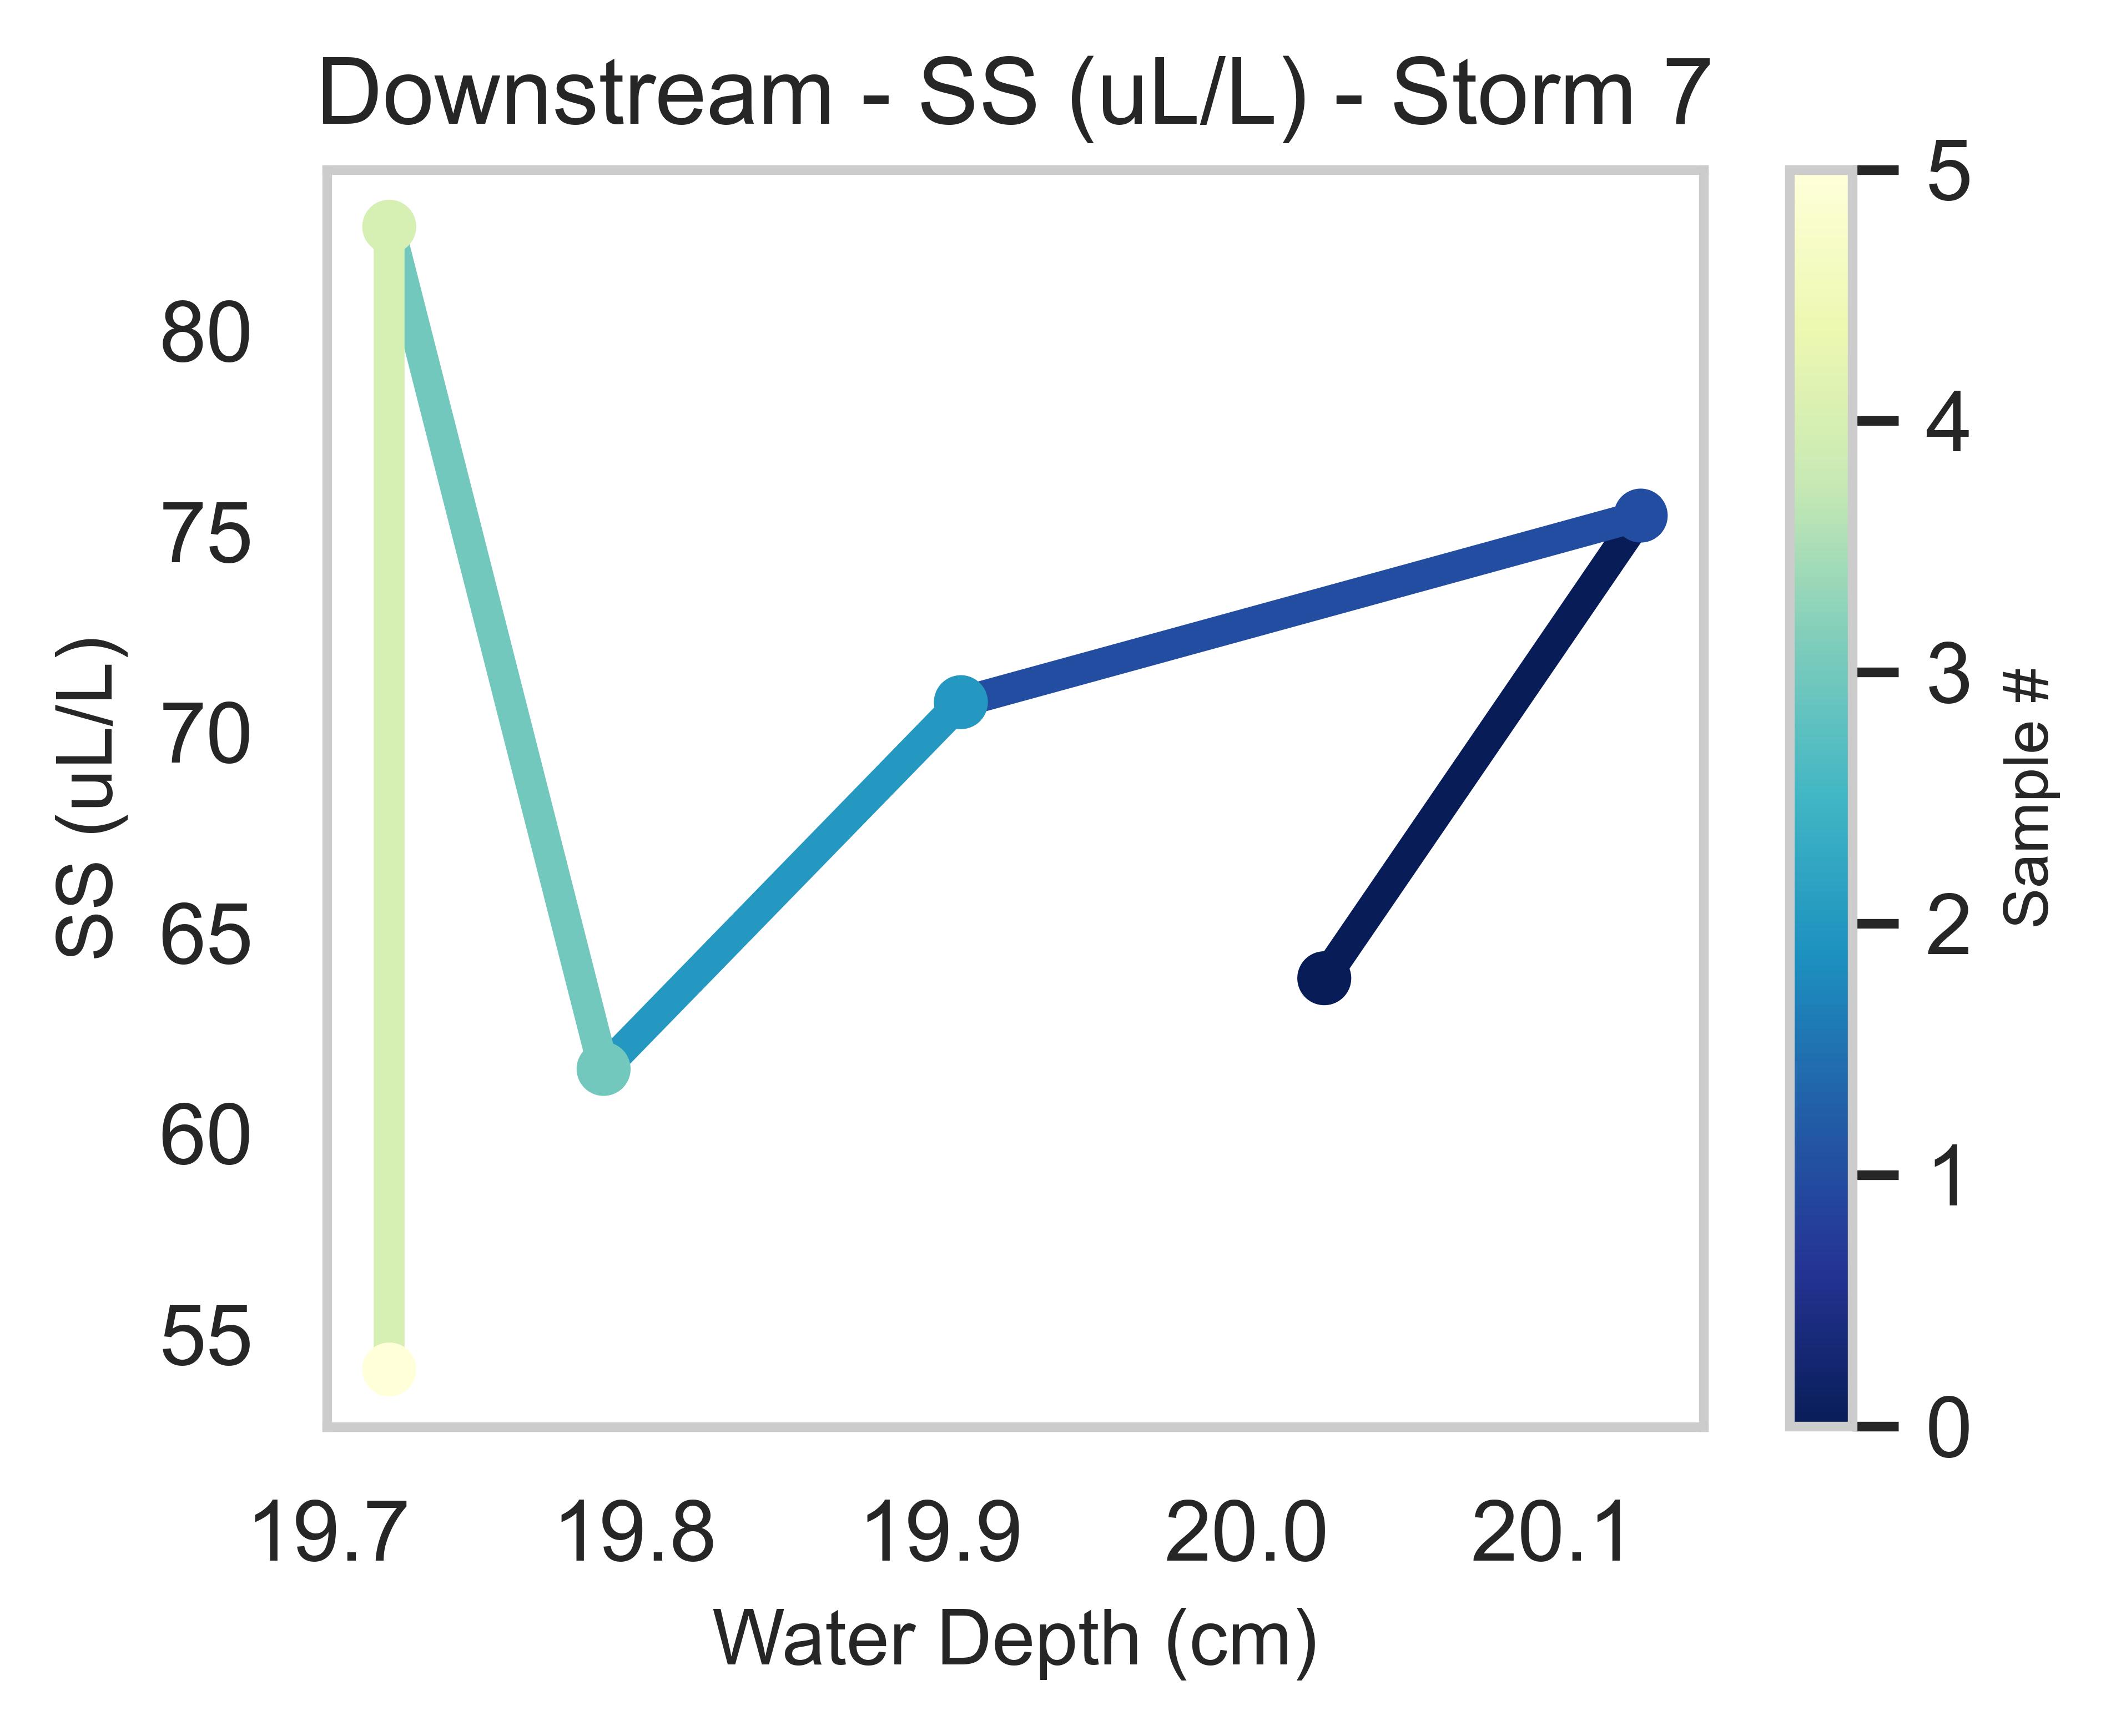 Downstream - SS (uL/L) - Storm 7
SS (uL/L)
80
75
70
65
60
55
19.7 19.8 19.9 20.0 20.1
Water Depth (cm)
5
4
3
2
1
0
Sample #